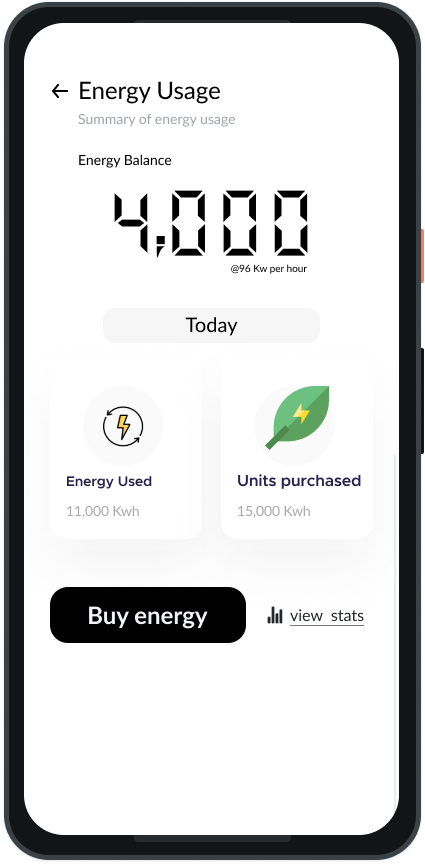 Energy Usage
Summary of energy usage
Energy Balance
4,000
@96 Kw per hour
Today
Energy Used
11,000 Kwh
Units purchased
15,000 Kwh
Buy energy
view stats